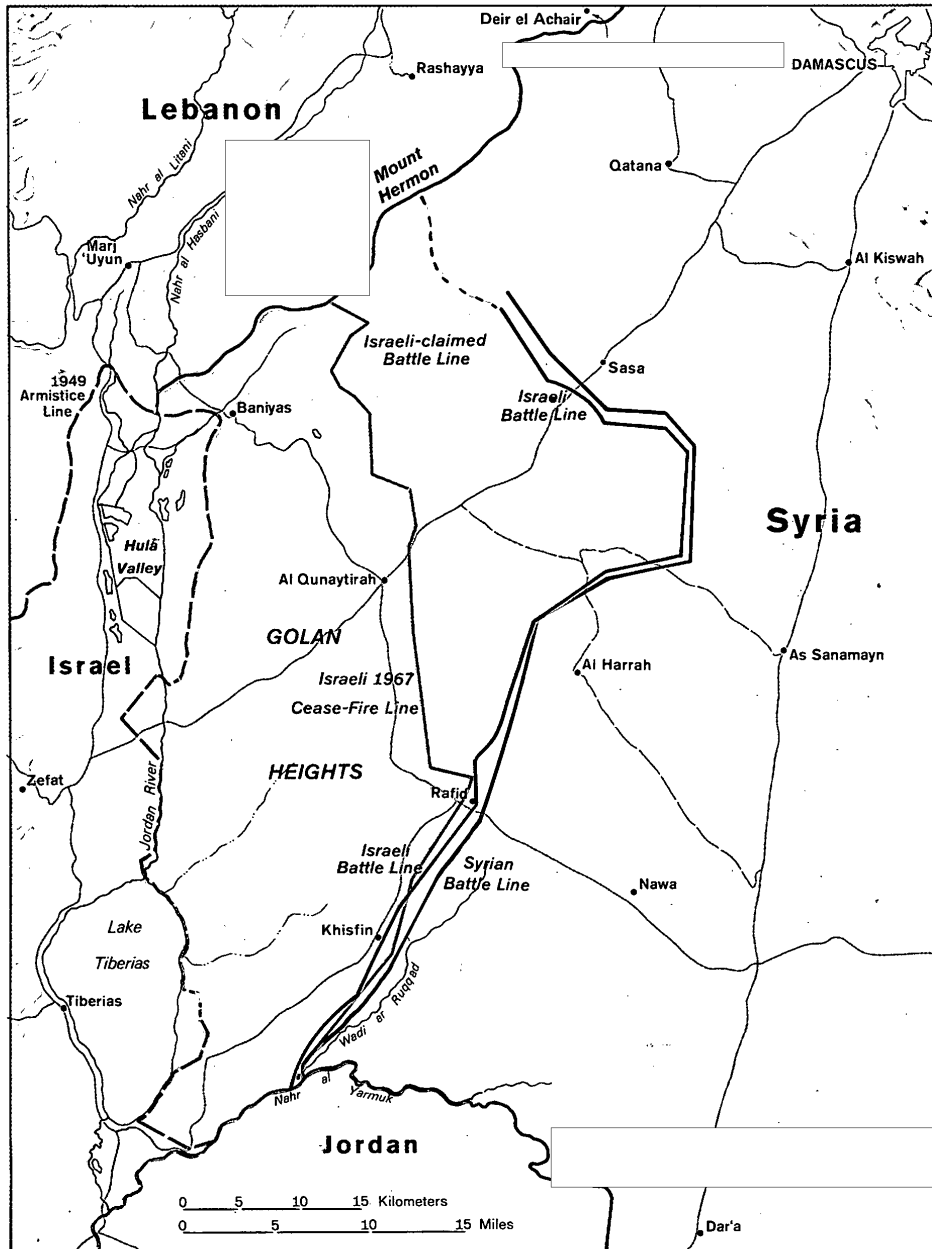 Deir el Achair
DAMASCUS
Rashayya
Lebanon
Nahr al Litani
Mount
Hermon
Qatana
Nahr al Hasbani
Marj
'Uyun
Al Kiswah
Israeli-claimed
Battle Line
Sasa
1949
Armistice
Line
Baniyas
Israeli
Battle Line
Syria
Hula
Valley
Al Qunaytirah
GOLAN
Israel
Israeli 1967
Cease-Fire Line
Al Harrah
As Sanamayn
HEIGHTS
Zefat
Jordan River
Rafid
Israeli
Battle Line
Syrian
Battle Line
Nawa
Lake
Tiberias
Khisfin
Tiberias
Wadi ar Ruqqad
Nahr al Yarmuk
Jordan
0 5 10 15 Kilometers
0 5 10 15 Miles
Dar'a